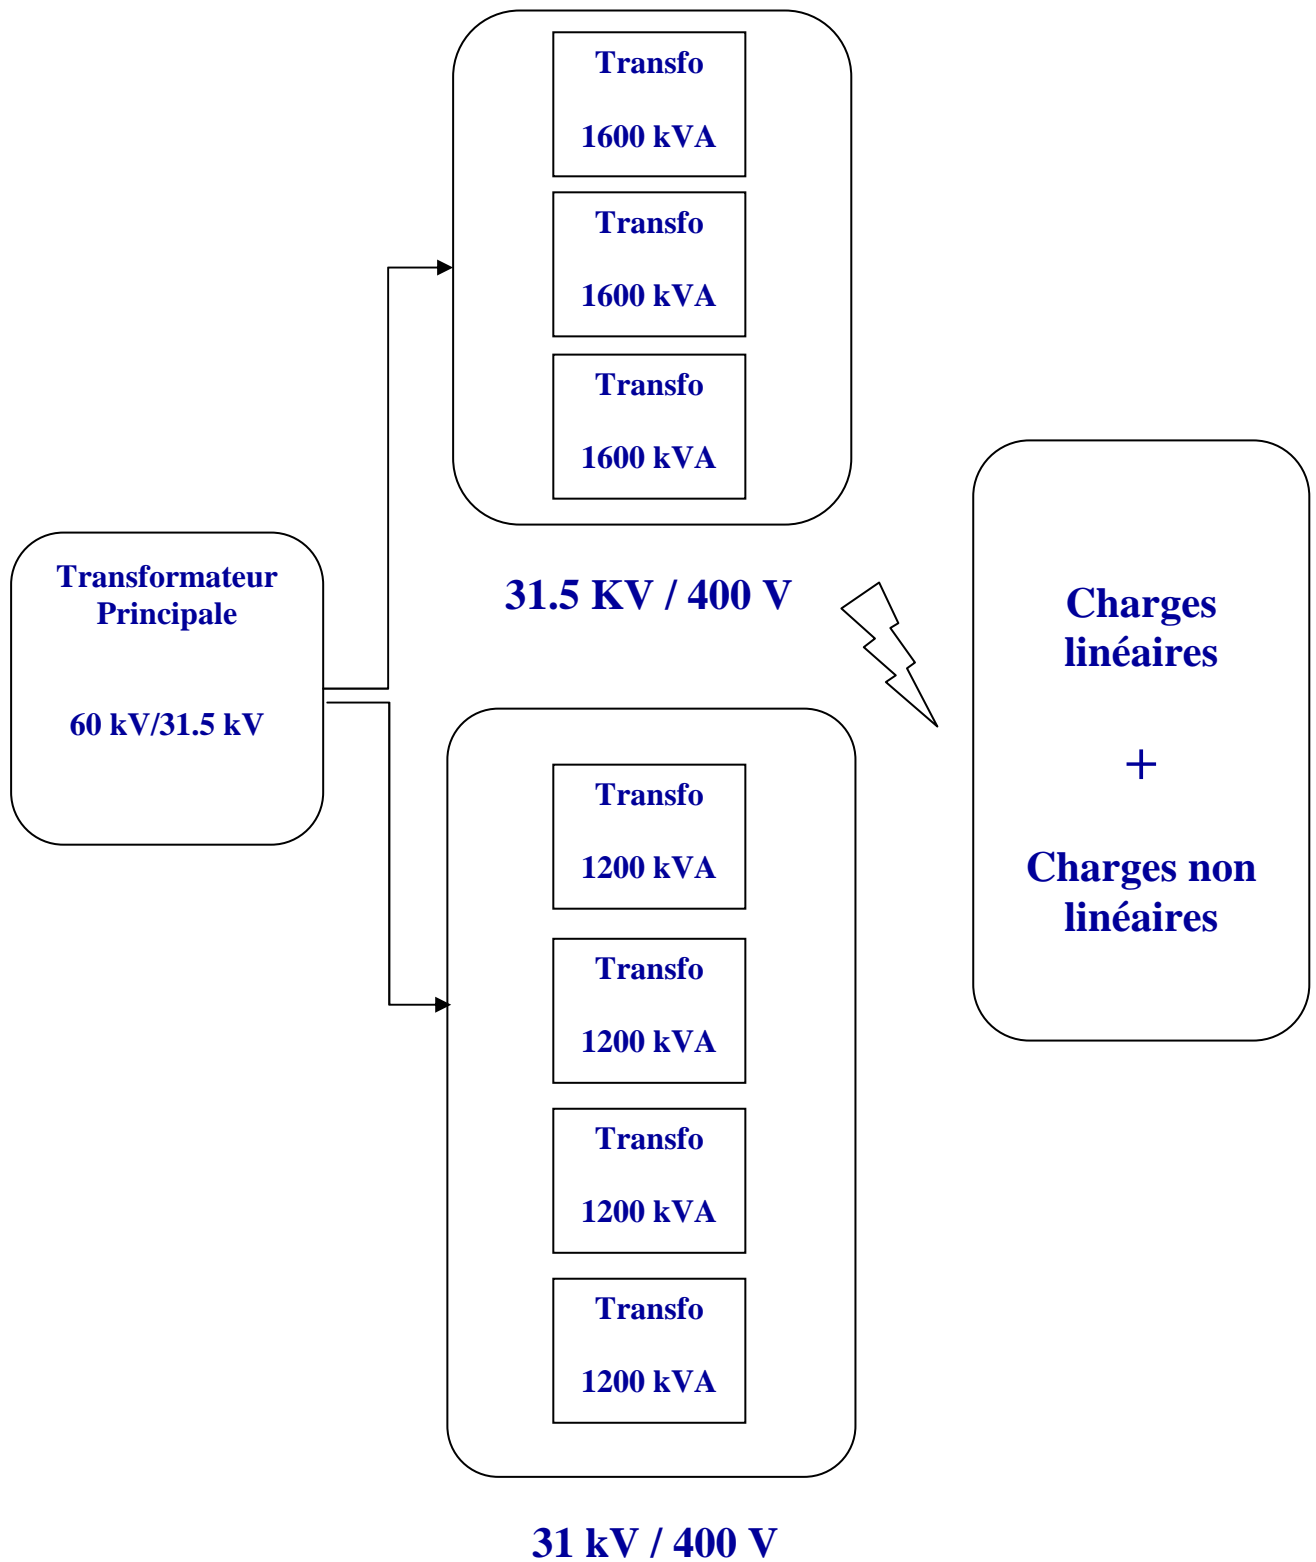 Transfo
1600 kVA
Transfo
1600 kVA
Transfo
1600 kVA
31.5 KV / 400 V
Transformateur
Principale
60 kV/31.5 kV
Transfo
1200 kVA
Transfo
1200 kVA
Transfo
1200 kVA
Transfo
1200 kVA
31 kV / 400 V
Charges
linéaires
+
Charges non
linéaires